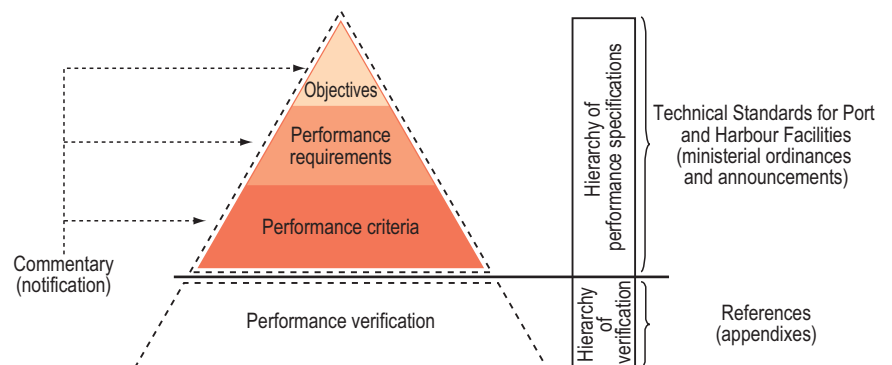 Objectives
Performance
requirements
Performance criteria
Commentary
(notification)
Performance verification
Hierarchy of
performance specifications
Hierarchy
of
verification
Technical Standards for Port
and Harbour Facilities
(ministerial ordinances
and announcements)
References
(appendixes)